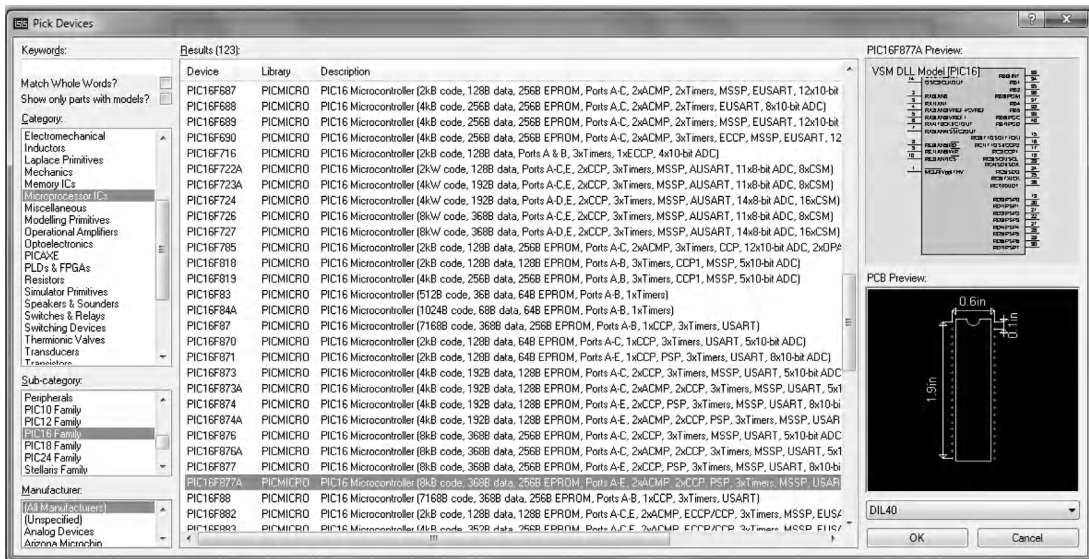 ISIS Pick Devices
Keywords:
Match Whole Words?
Show only parts with models?
Category:
Electromechanical
Inductors
Laplace Primitives
Mechanics
Memory ICs
Microprocessor ICs
Miscellaneous
Modelling Primitives
Operational Amplifiers
Optoelectronics
PICAXE
PLDs & FPGAs
Resistors
Simulator Primitives
Speakers & Sounders
Switches & Relays
Switching Devices
Thermionic Valves
Transducers
Transistors
Sub-category:
Peripherals
PIC10 Family
PIC12 Family
PIC16 Family
PIC18 Family
PIC24 Family
Stellaris Family
Manufacturer:
(All Manufacturers)
(Unspecified)
Analog Devices
Arizona Microchip
Results (123):
Device Library Description
PIC16F687 PICMICRO PIC16 Microcontroller (2kB code, 128B data, 256B EPROM, Ports A-C, 2xACMP, 2xTimers, MSSP, EUSART, 12x10-bit
PIC16F688 PICMICRO PIC16 Microcontroller (4kB code, 256B data, 256B EPROM, Ports A-C, 2xACMP, 2xTimers, EUSART, 8x10-bit ADC)
PIC16F689 PICMICRO PIC16 Microcontroller (4kB code, 256B data, 256B EPROM, Ports A-C, 2xACMP, 2xTimers, MSSP, EUSART, 12x10-bit
PIC16F690 PICMICRO PIC16 Microcontroller (4kB code, 256B data, 256B EPROM, Ports A-C, 2xACMP, 3xTimers, ECCP, MSSP, EUSART, 12
PIC16F716 PICMICRO PIC16 Microcontroller (2kB code, 128B data, Ports A & B, 3xTimers, 1xECCP, 4x10-bit ADC)
PIC16F722A PICMICRO PIC16 Microcontroller (2kW code, 128B data, Ports A-C,E, 2xCCP, 3xTimers, MSSP, AUSART, 11x8-bit ADC, 8xCSM)
PIC16F723A PICMICRO PIC16 Microcontroller (4kW code, 192B data, Ports A-C,E, 2xCCP, 3xTimers, MSSP, AUSART, 11x8-bit ADC, 8xCSM)
PIC16F724 PICMICRO PIC16 Microcontroller (4kW code, 192B data, Ports A-D,E, 2xCCP, 3xTimers, MSSP, AUSART, 14x8-bit ADC, 16xCSM)
PIC16F726 PICMICRO PIC16 Microcontroller (8kW code, 368B data, Ports A-C,E, 2xCCP, 3xTimers, MSSP, AUSART, 11x8-bit ADC, 8xCSM)
PIC16F727 PICMICRO PIC16 Microcontroller (8kW code, 368B data, Ports A-D,E, 2xCCP, 3xTimers, MSSP, AUSART, 14x8-bit ADC, 16xCSM)
PIC16F785 PICMICRO PIC16 Microcontroller (2kB code, 128B data, 256B EPROM, Ports A-C, 2xACMP, 3xTimers, CCP, 12x10-bit ADC, 2xOPA
PIC16F818 PICMICRO PIC16 Microcontroller (2kB code, 128B data, 128B EPROM, Ports A,B, 3xTimers, CCP1, MSSP, 5x10-bit ADC)
PIC16F819 PICMICRO PIC16 Microcontroller (4kB code, 256B data, 256B EPROM, Ports A,B, 3xTimers, CCP1, MSSP, 5x10-bit ADC)
PIC16F83 PICMICRO PIC16 Microcontroller (512B code, 36B data, 64B EPROM, Ports A-B, 1xTimers)
PIC16F84A PICMICRO PIC16 Microcontroller (1024B code, 68B data, 64B EPROM, Ports A-B, 1xTimers)
PIC16F87 PICMICRO PIC16 Microcontroller (7168B code, 368B data, 256B EPROM, Ports A-B, 1xCCP, 3xTimers, USART)
PIC16F870 PICMICRO PIC16 Microcontroller (2kB code, 128B data, 64B EPROM, Ports A-C, 1xCCP, 3xTimers, USART, 5x10-bit ADC)
PIC16F871 PICMICRO PIC16 Microcontroller (2kB code, 128B data, 64B EPROM, Ports A-E, 1xCCP, PSP, 3xTimers, USART, 8x10-bit ADC)
PIC16F873 PICMICRO PIC16 Microcontroller (4kB code, 192B data, 128B EPROM, Ports A-C, 2xCCP, 3xTimers, MSSP, USART, 5x10-bit ADC
PIC16F873A PICMICRO PIC16 Microcontroller (4kB code, 192B data, 128B EPROM, Ports A-C, 2xACMP, 2xCCP, 3xTimers, MSSP, USART, 5x1
PIC16F874 PICMICRO PIC16 Microcontroller (4kB code, 192B data, 128B EPROM, Ports A-E, 2xCCP, PSP, 3xTimers, MSSP, USART, 8x10-bi
PIC16F874A PICMICRO PIC16 Microcontroller (4kB code, 192B data, 128B EPROM, Ports A-E, 2xACMP, 2xCCP, PSP, 3xTimers, MSSP, USAR
PIC16F876 PICMICRO PIC16 Microcontroller (8kB code, 368B data, 256B EPROM, Ports A-C, 2xCCP, 3xTimers, MSSP, USART, 5x10-bit ADC
PIC16F876A PICMICRO PIC16 Microcontroller (8kB code, 368B data, 256B EPROM, Ports A-C, 2xACMP, 2xCCP, 3xTimers, MSSP, USART, 5x1
PIC16F877 PICMICRO PIC16 Microcontroller (8kB code, 368B data, 256B EPROM, Ports A-E, 2xCCP, PSP, 3xTimers, MSSP, USART, 8x10-bi
PIC16F877A PICMICRO PIC16 Microcontroller (8kB code, 368B data, 256B EPROM, Ports A-E, 2xACMP, 2xCCP, PSP, 3xTimers, MSSP, USAR
PIC16F88 PICMICRO PIC16 Microcontroller (7168B code, 368B data, 256B EPROM, Ports A-B, 1xCCP, 3xTimers, USART)
PIC16F882 PICMICRO PIC16 Microcontroller (2kB code, 128B data, 128B EPROM, Ports A-C,E, 2xACMP, ECCP/CCP, 3xTimers, MSSP, EUSA
PIC16F883 PICMICRO PIC16 Microcontroller (4kB code, 352B data, 256B EPROM, Ports A-C,E, 2xACMP, ECCP/CCP, 3xTimers, MSSP, EUSA
PIC16F877A Preview:
VSM DLL Model [PIC16]
PCB Preview:
0.6in
0.1in
1.9in
DIL40
OK Cancel